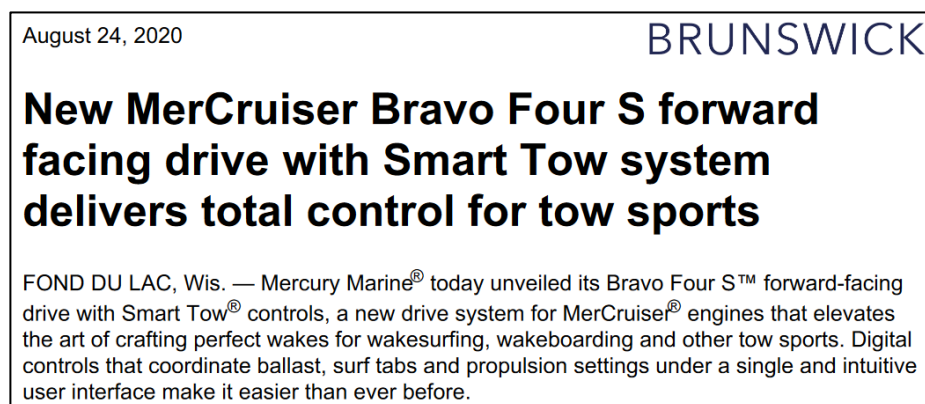 August 24, 2020
BRUNSWICK
New MerCruiser Bravo Four S forward
facing drive with Smart Tow system
delivers total control for tow sports
FOND DU LAC, Wis. — Mercury Marine® today unveiled its Bravo Four S™ forward-facing
drive with Smart Tow® controls, a new drive system for MerCruiser® engines that elevates
the art of crafting perfect wakes for wakesurfing, wakeboarding and other tow sports. Digital
controls that coordinate ballast, surf tabs and propulsion settings under a single and intuitive
user interface make it easier than ever before.